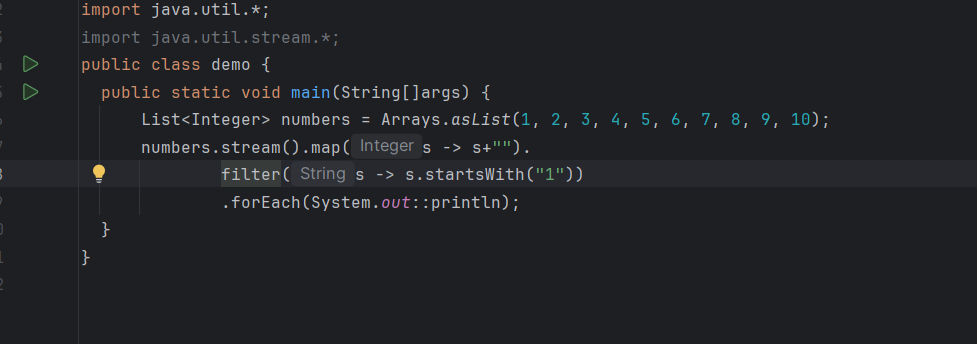 import java.util.*;
import java.util.stream.*;
public class demo {
public static void main(String[]args) {
List<Integer> numbers = Arrays.asList(1, 2, 3, 4, 5, 6, 7, 8, 9, 10);
numbers.stream().map( Integer s -> s+"").
filter( String s -> s.startsWith("1"))
.forEach(System.out::println);
}
}